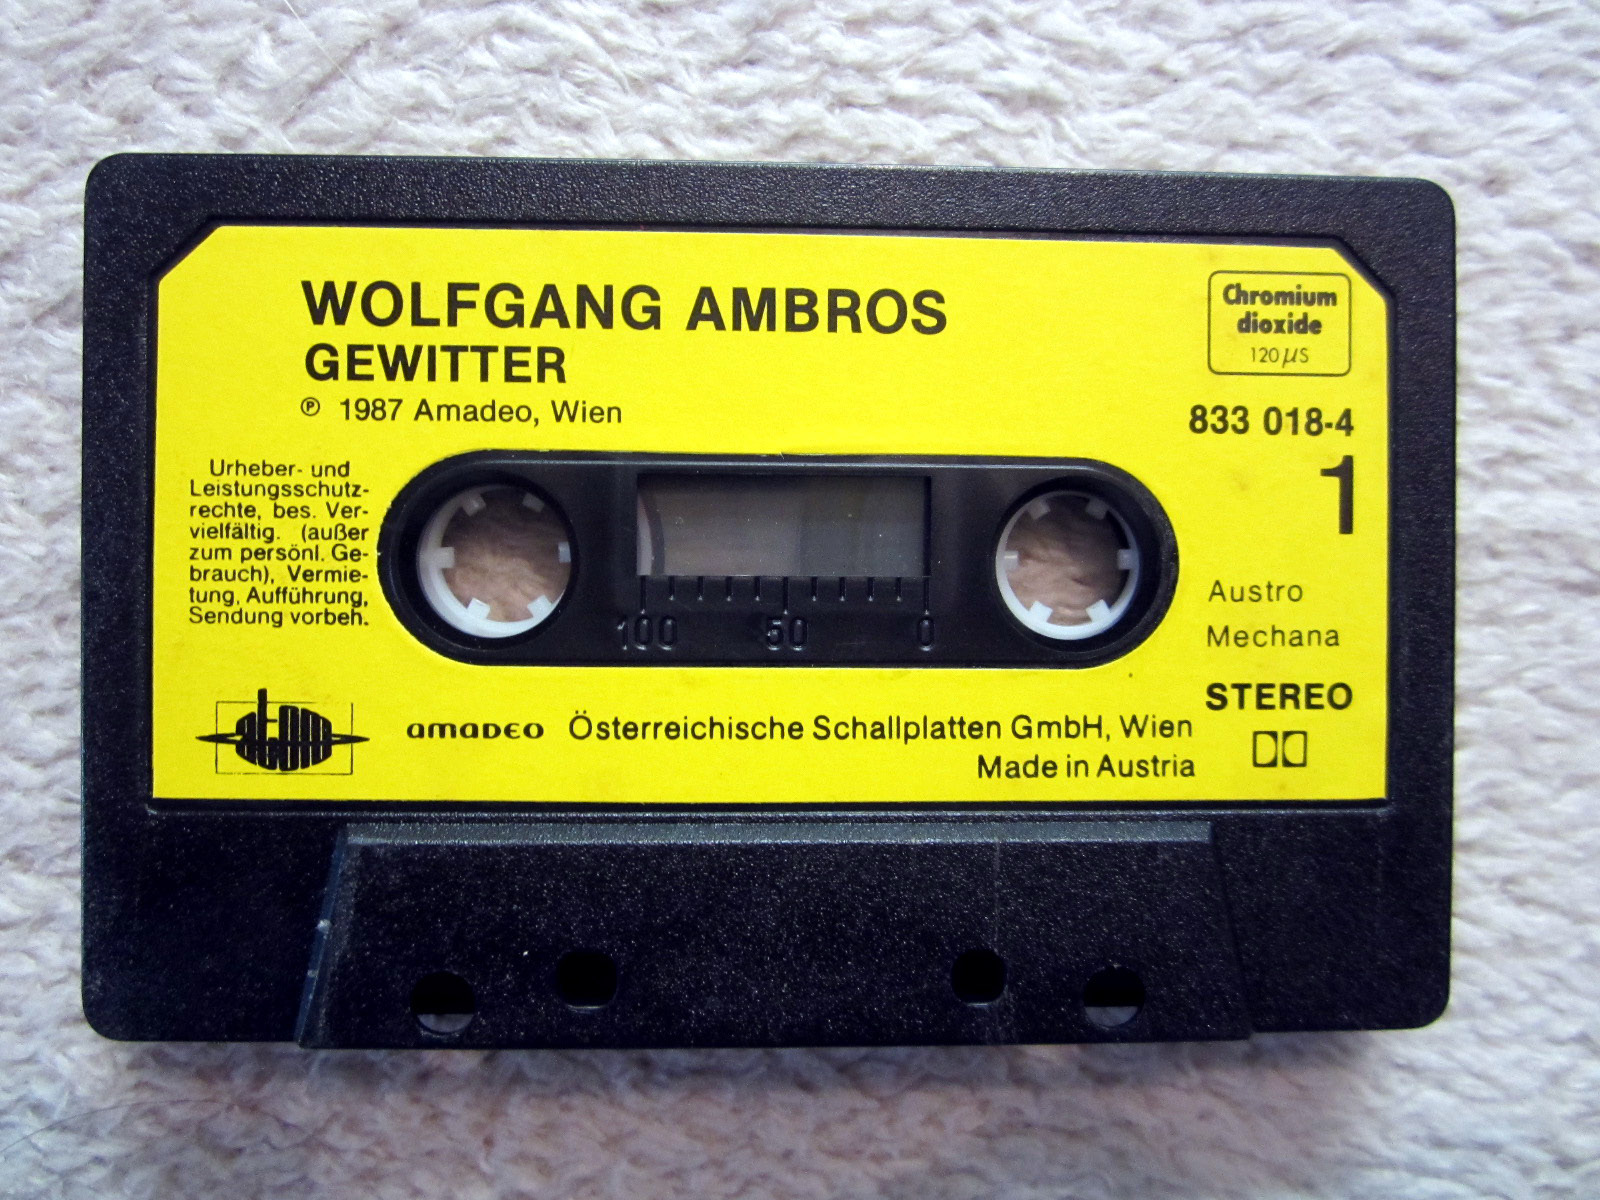 WOLFGANG AMBROS
GEWITTER
℗ 1987 Amadeo, Wien
Chromium
dioxide
120 µS
833 018-4
1
Urheber- und
Leistungsschutz-
rechte, bes. Ver-
vielfältig. (außer
zum persönl. Ge-
brauch), Vermie-
tung, Aufführung,
Sendung vorbeh.
100 50 0
Austro
Mechana
STEREO
atom
amadeo Österreichische Schallplatten GmbH, Wien
Made in Austria